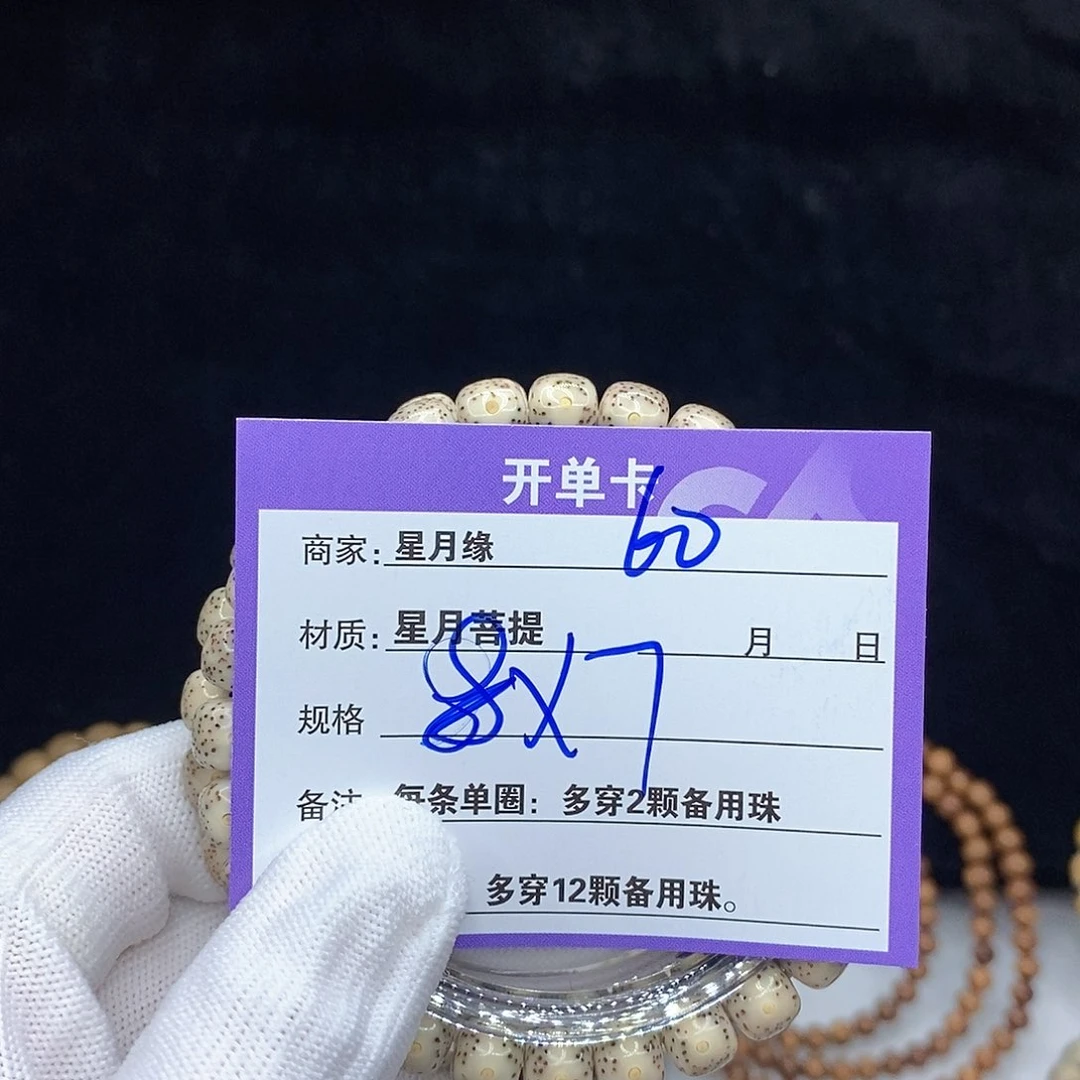 开单卡
60
商家：星月缘
材质：星月菩提 月 日
规格 8X7
备注 每条单圈：多穿2颗备用珠
多穿12颗备用珠。